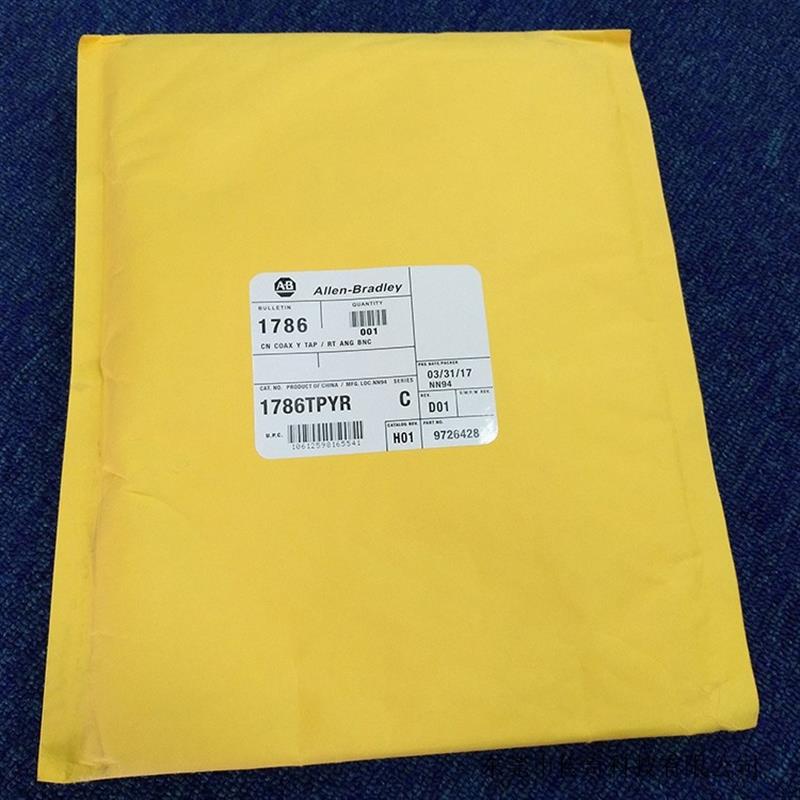 AB
Allen-Bradley
BULLETIN
QUANTITY
1786
001
CN COAX Y TAP / RT ANG BNC
PKG DATE/PACKER
03/31/17
NN94
CAT. NO. PRODUCT OF CHINA / MFG. LOC.NN94 SERIES
1786TPYR C
REV.
D01
U.P.C.
10612598165541
CATALOG REV.
H01
PART NO.
9726428